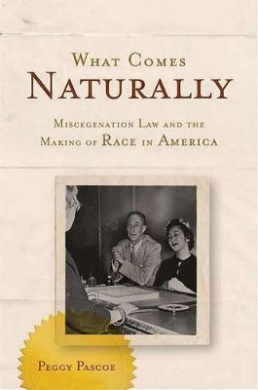 WHAT COMES
NATURALLY
MISCEGENATION LAW AND THE
MAKING OF RACE IN AMERICA
PEGGY PASCOE